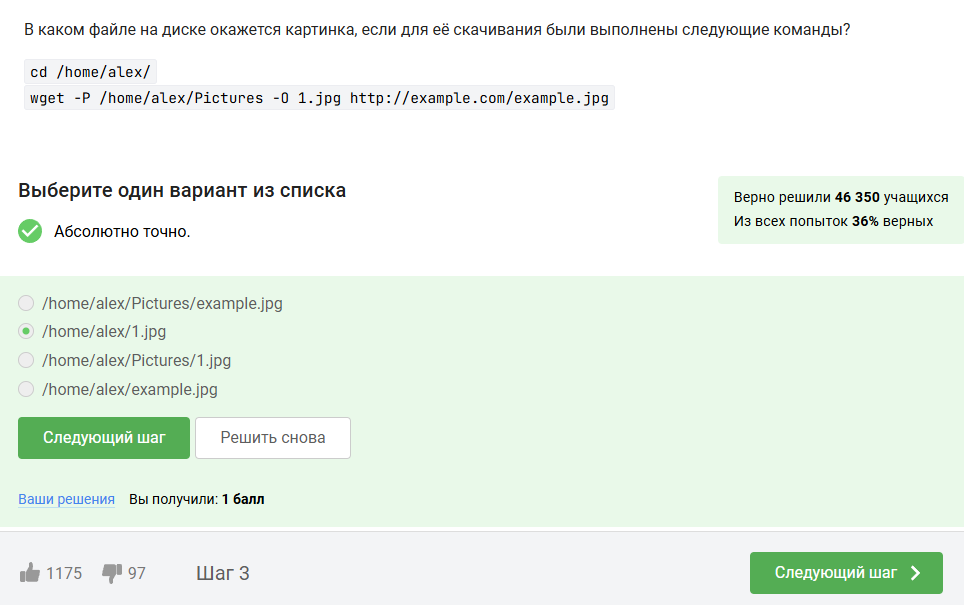 В каком файле на диске окажется картинка, если для её скачивания были выполнены следующие команды?
cd /home/alex/
wget -P /home/alex/Pictures -O 1.jpg http://example.com/example.jpg
Выберите один вариант из списка
Верно решили 46 350 учащихся
Из всех попыток 36% верных
Абсолютно точно.
/home/alex/Pictures/example.jpg
/home/alex/1.jpg
/home/alex/Pictures/1.jpg
/home/alex/example.jpg
Следующий шаг
Решить снова
Ваши решения Вы получили: 1 балл
1175 97 Шаг 3
Следующий шаг